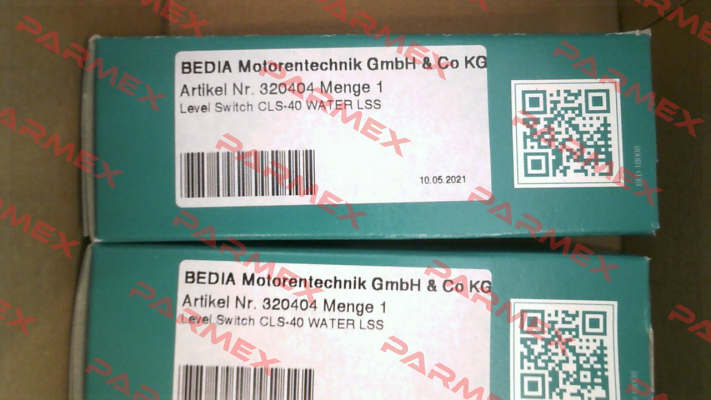 BEDIA Motorentechnik GmbH & Co KG
Artikel Nr. 320404 Menge 1
Level Switch CLS-40 WATER LSS
10.05.2021
BEDIA Motorentechnik GmbH & Co KG
Artikel Nr. 320404 Menge 1
Level Switch CLS-40 WATER LSS
PARMEX